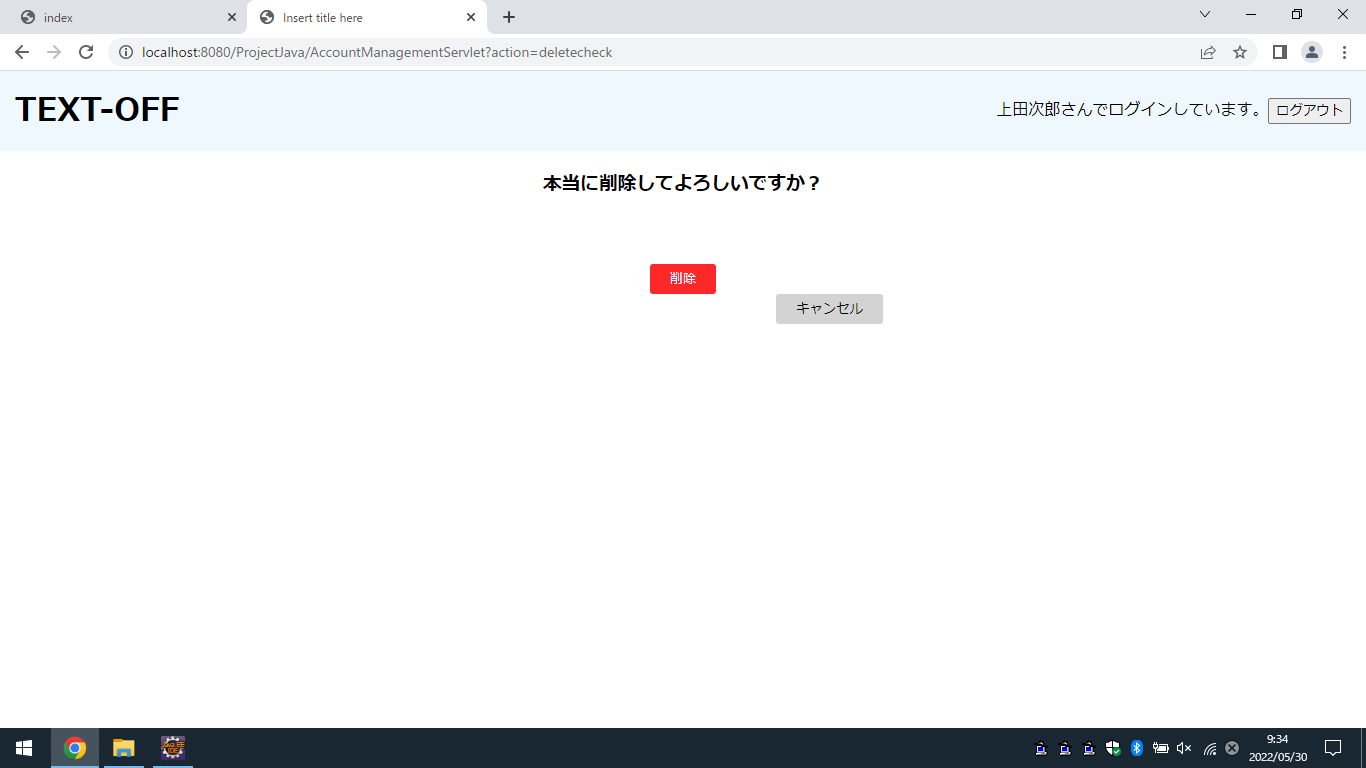 index
Insert title here
localhost:8080/ProjectJava/AccountManagementServlet?action=deletecheck
TEXT-OFF
上田次郎さんでログインしています。 ログアウト
本当に削除してよろしいですか？
削除
キャンセル
Java EE
IDE
9:34
2022/05/30